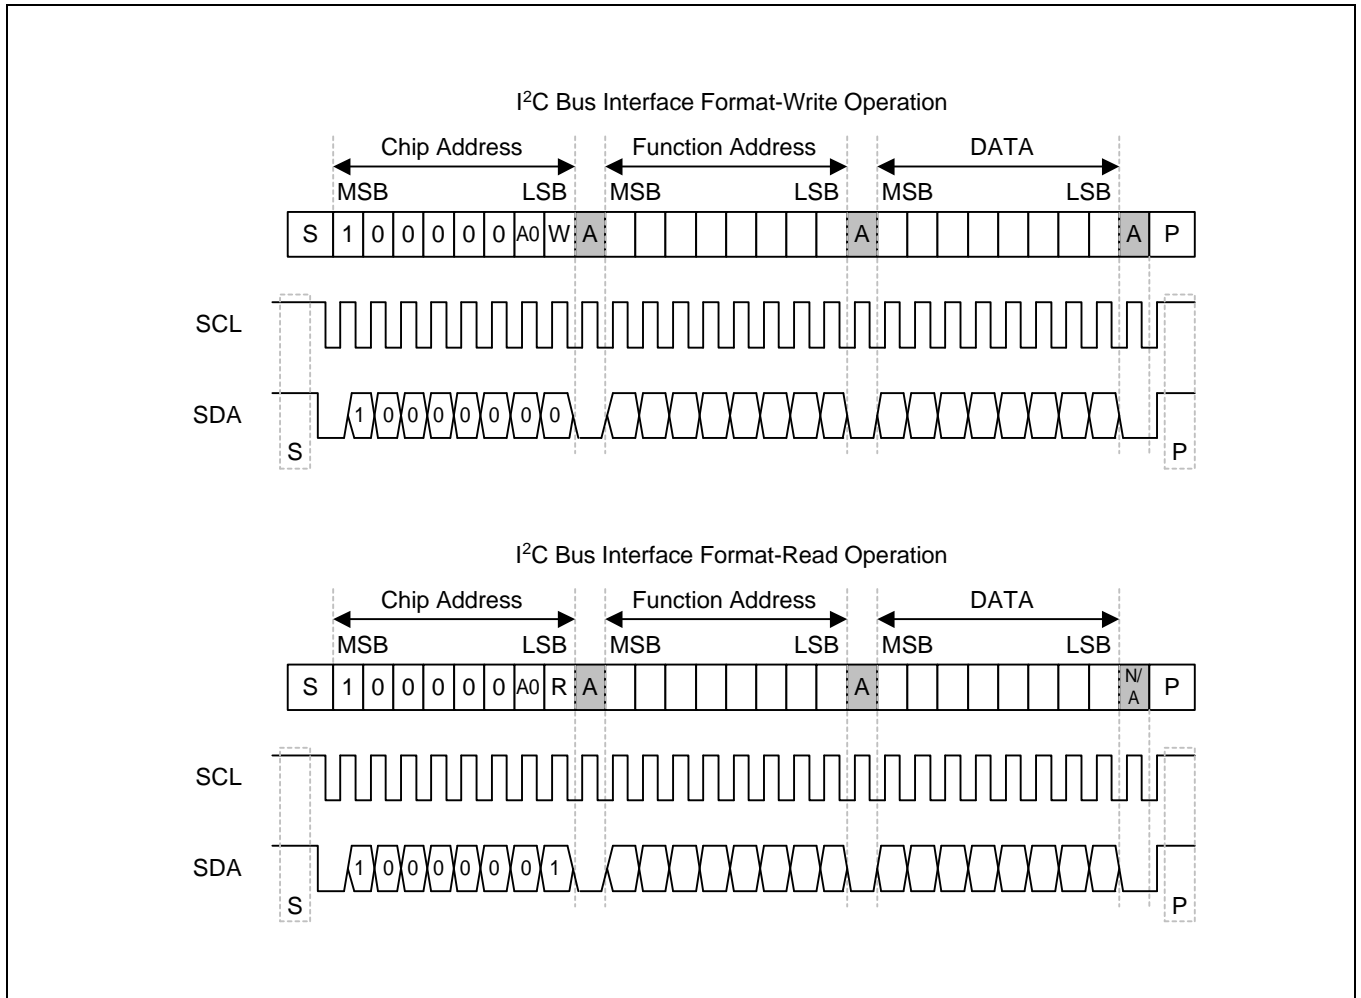 I²C Bus Interface Format-Write Operation
Chip Address Function Address DATA
MSB LSB MSB LSB MSB LSB
S 1 0 0 0 0 0 A0 W A A A P
SCL
SDA 1 0 0 0 0 0 0 0
S P
I²C Bus Interface Format-Read Operation
Chip Address Function Address DATA
MSB LSB MSB LSB MSB LSB
S 1 0 0 0 0 0 A0 R A A N/A P
SCL
SDA 1 0 0 0 0 0 0 1
S P